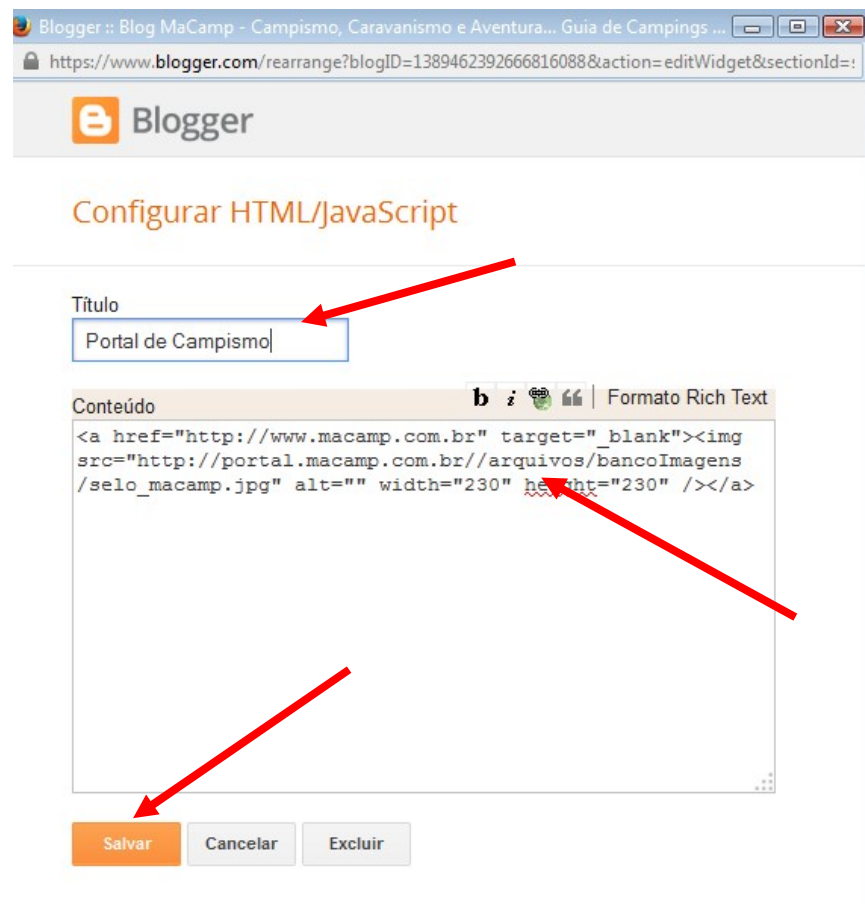 Blogger :: Blog MaCamp - Campismo, Caravanismo e Aventura... Guia de Campings ...
https://www.blogger.com/rearrange?blogID=1389462392666816088&action=editWidget&sectionId=
Blogger
Configurar HTML/JavaScript
Título
Portal de Campismo
Conteúdo b i Formato Rich Text
<a href="http://www.macamp.com.br" target="_blank"><img
src="http://portal.macamp.com.br//arquivos/bancoImagens
/selo_macamp.jpg" alt="" width="230" height="230" /></a>
Salvar Cancelar Excluir